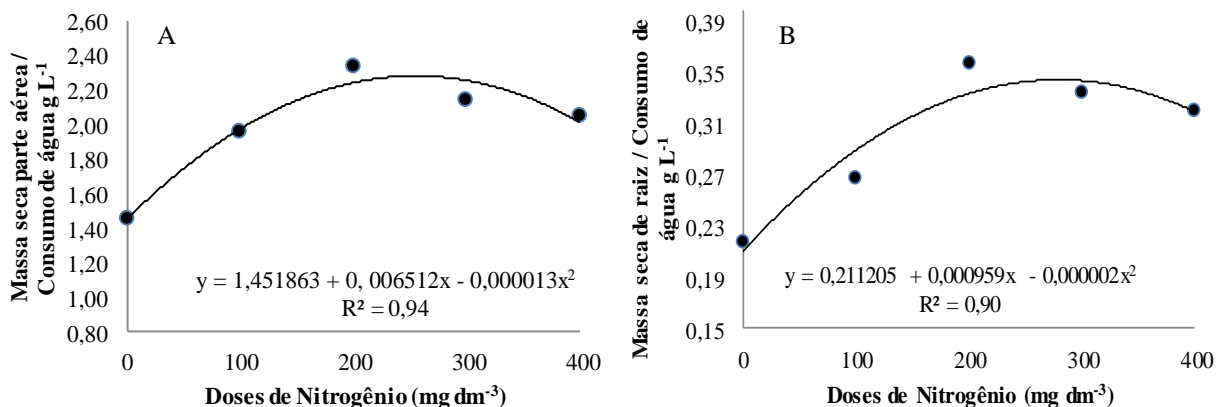 A
Massa seca parte aérea /
Consumo de água g L⁻¹
2,60
2,40
2,20
2,00
1,80
1,60
1,40
1,20
1,00
0,80
y = 1,451863 + 0, 006512x - 0,000013x²
R² = 0,94
0 100 200 300 400
Doses de Nitrogênio (mg dm⁻³)
B
Massa seca de raiz / Consumo de
água g L⁻¹
0,39
0,35
0,31
0,27
0,23
0,19
0,15
y = 0,211205 + 0,000959x - 0,000002x²
R² = 0,90
0 100 200 300 400
Doses de Nitrogênio (mg dm⁻³)